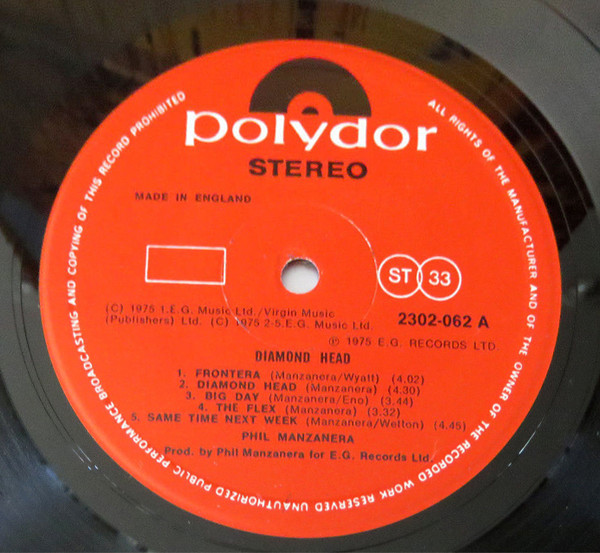 polydor
STEREO
MADE IN ENGLAND
ST 33
(C) 1975 1.E.G. Music Ltd./Virgin Music
(Publishers) Ltd. (C) 1975 2-5.E.G. Music Ltd.
2302-062 A
℗ 1975 E.G. RECORDS LTD.
DIAMOND HEAD
1. FRONTERA (Manzanera/Wyatt) (4.02)
2. DIAMOND HEAD (Manzanera) (4.30)
3. BIG DAY (Manzanera/Eno) (3.44)
4. THE FLEX (Manzanera) (3.32)
5. SAME TIME NEXT WEEK (Manzanera/Wetton) (4.45)
PHIL MANZANERA
Prod. by Phil Manzanera for E.G. Records Ltd.
ALL RIGHTS OF THE MANUFACTURER AND OF THE OWNER OF THE RECORDED WORK RESERVED UNAUTHORIZED PUBLIC PERFORMANCE BROADCASTING AND COPYING OF THIS RECORD PROHIBITED